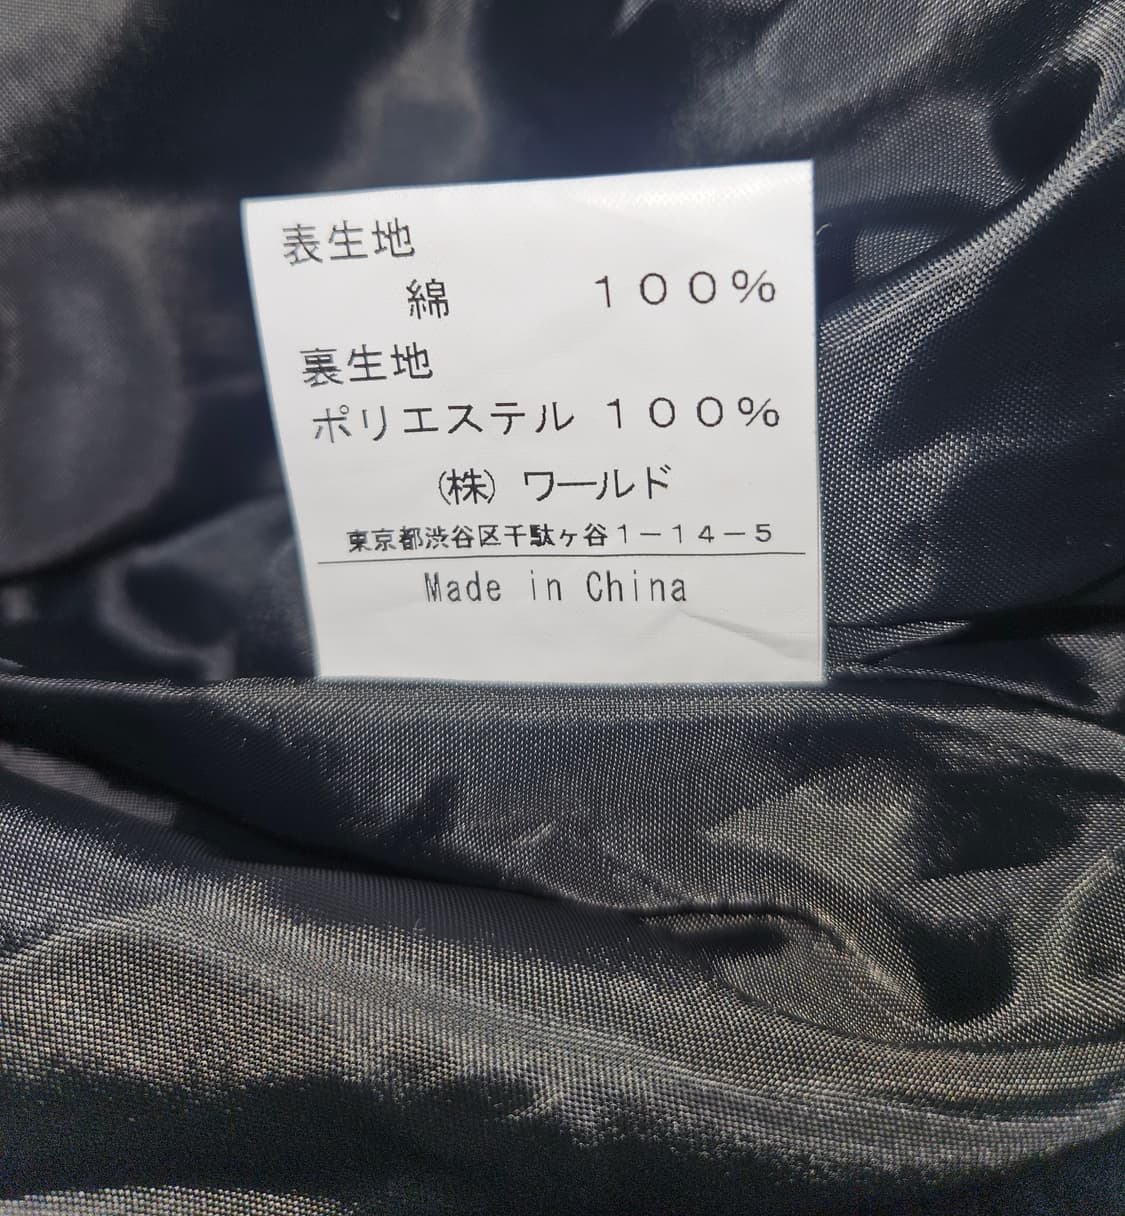 表生地
綿 100%
裏生地
ポリエステル 100%
(株) ワールド
東京都渋谷区千駄ヶ谷1-14-5
Made in China